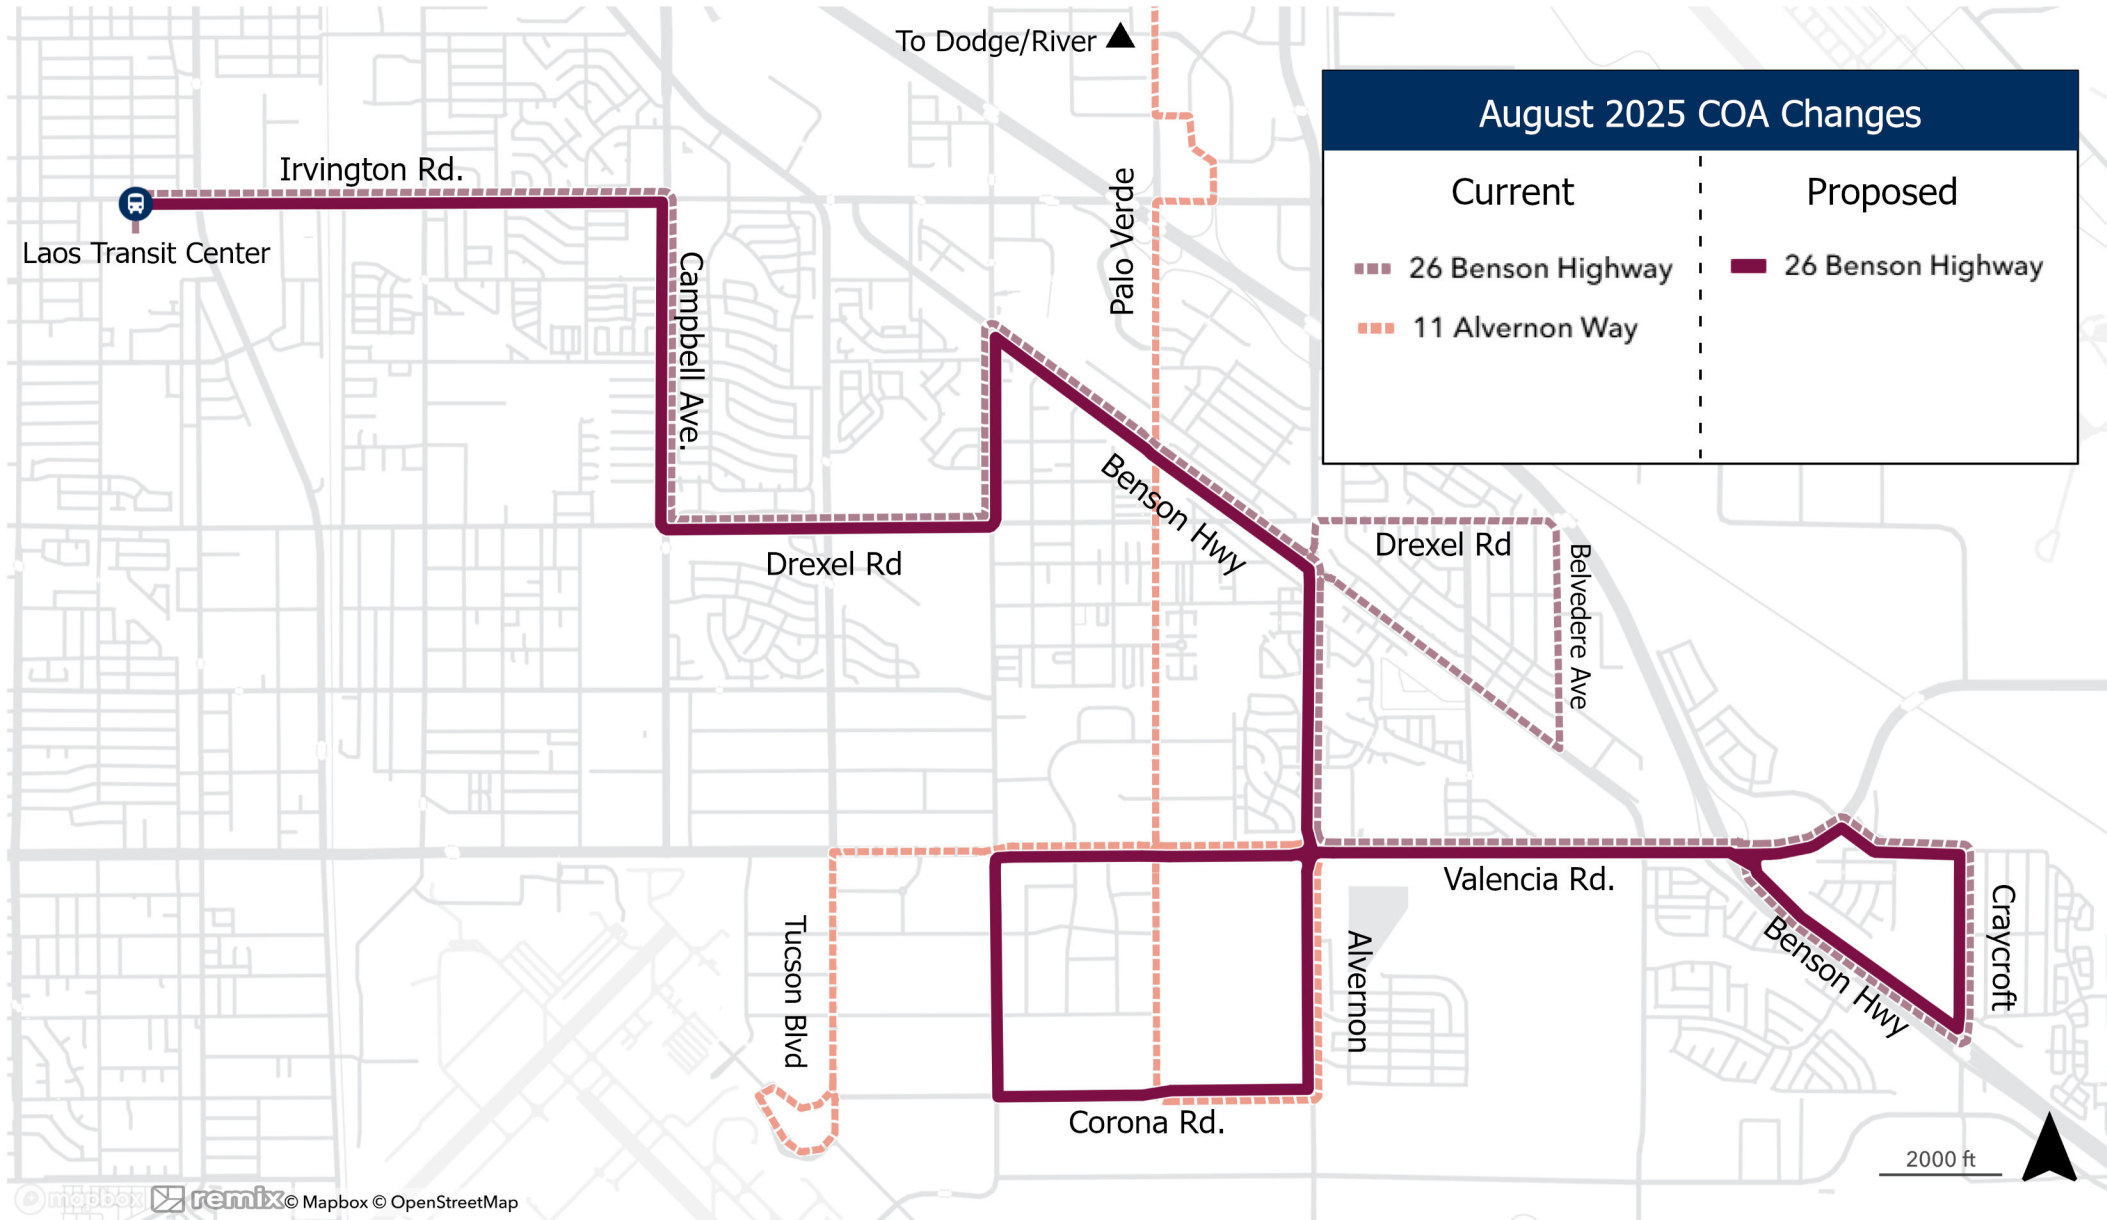 To Dodge/River
August 2025 COA Changes
Current
Proposed
26 Benson Highway
26 Benson Highway
11 Alvernon Way
Irvington Rd.
Laos Transit Center
Palo Verde
Campbell Ave.
Benson Hwy
Drexel Rd
Drexel Rd
Belvedere Ave
Valencia Rd.
Craycroft
Benson Hwy
Tucson Blvd
Alvernon
Corona Rd.
2000 ft
mapbox remix © Mapbox © OpenStreetMap